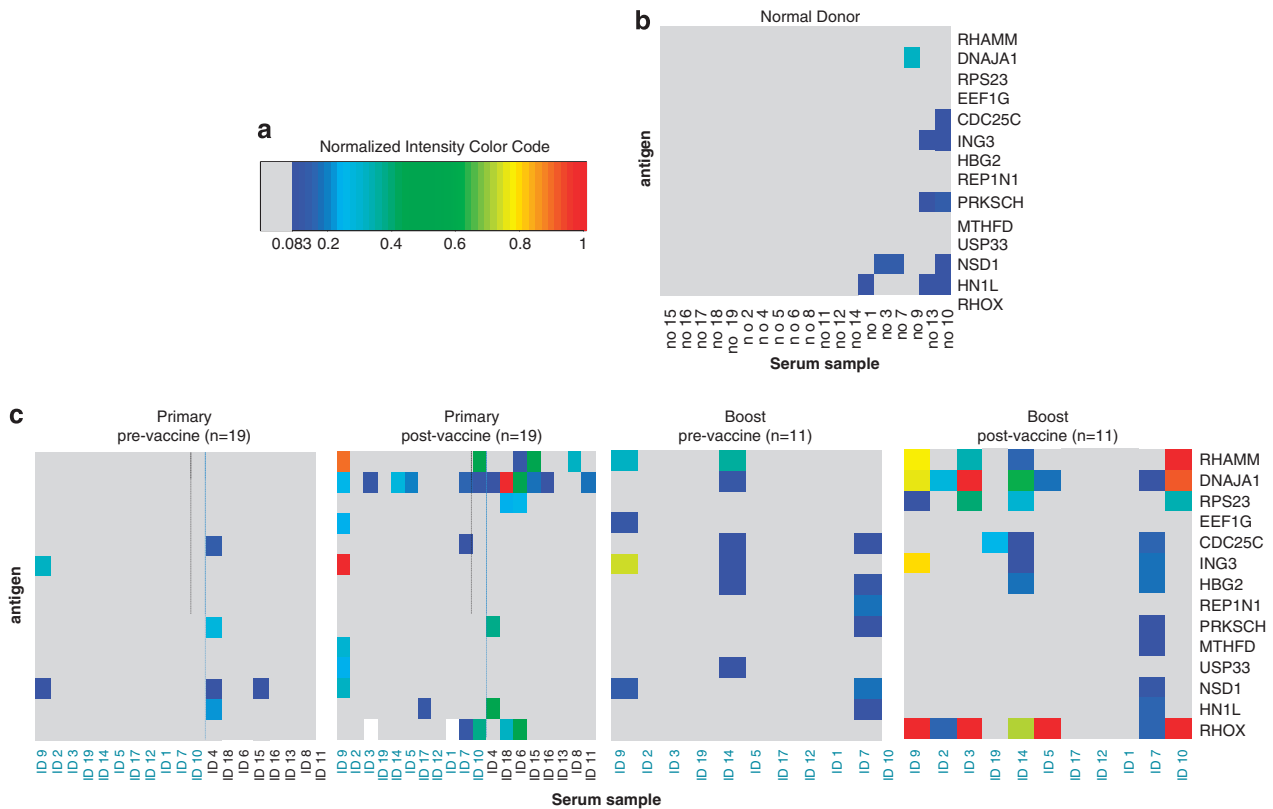 b
Normal Donor
RHAMM
DNAJA1
RPS23
EEF1G
CDC25C
ING3
HBG2
REP1N1
PRKSCH
MTHFD
USP33
NSD1
HN1L
RHOX
antigen
no 15
no 16
no 17
no 18
no 19
no 2
no 4
no 5
no 6
no 8
no 11
no 12
no 14
no 1
no 3
no 7
no 9
no 13
no 10
Serum sample
a
Normalized Intensity Color Code
0.083 0.2 0.4 0.6 0.8 1
c
Primary
pre-vaccine (n=19)
Primary
post-vaccine (n=19)
Boost
pre-vaccine (n=11)
Boost
post-vaccine (n=11)
antigen
RHAMM
DNAJA1
RPS23
EEF1G
CDC25C
ING3
HBG2
REP1N1
PRKSCH
MTHFD
USP33
NSD1
HN1L
RHOX
ID 9
ID 2
ID 3
ID 19
ID 14
ID 5
ID 17
ID 12
ID 1
ID 7
ID 10
ID 4
ID 18
ID 6
ID 15
ID 16
ID 13
ID 8
ID 11
ID 9
ID 2
ID 3
ID 19
ID 14
ID 5
ID 17
ID 12
ID 1
ID 7
ID 10
ID 4
ID 18
ID 6
ID 15
ID 16
ID 13
ID 8
ID 11
ID 9
ID 2
ID 3
ID 19
ID 14
ID 5
ID 17
ID 12
ID 1
ID 7
ID 10
ID 9
ID 2
ID 3
ID 19
ID 14
ID 5
ID 17
ID 12
ID 1
ID 7
ID 10
Serum sample